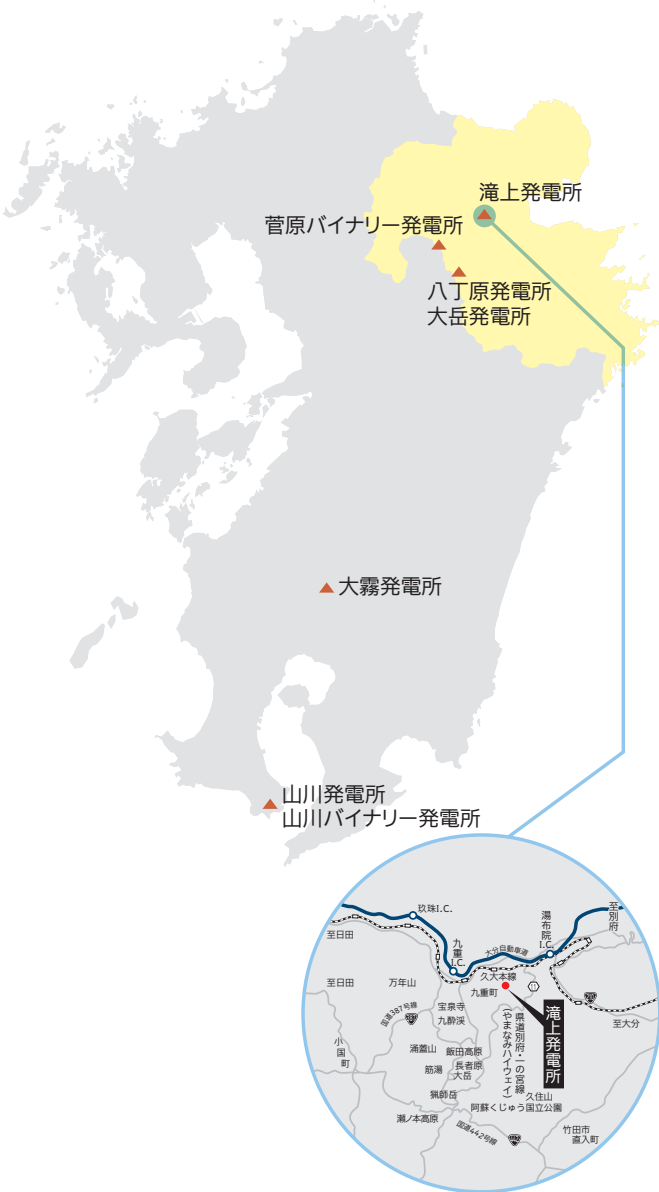 滝上発電所
菅原バイナリー発電所
八丁原発電所
大岳発電所
大霧発電所
山川発電所
山川バイナリー発電所
玖珠I.C.
至日田
九重I.C.
大分自動車道
湯布院I.C.
至別府
久大本線
至日田
万年山
九重町
国道387号線
宝泉寺
九酔渓
滝上発電所
至大分
県道別府・一の宮線
(やまなみハイウェイ)
小国町
涌蓋山
飯田高原
筋湯
長者原
大岳
猟師岳
久住山
阿蘇くじゅう国立公園
瀬ノ本高原
国道442号線
竹田市
直入町